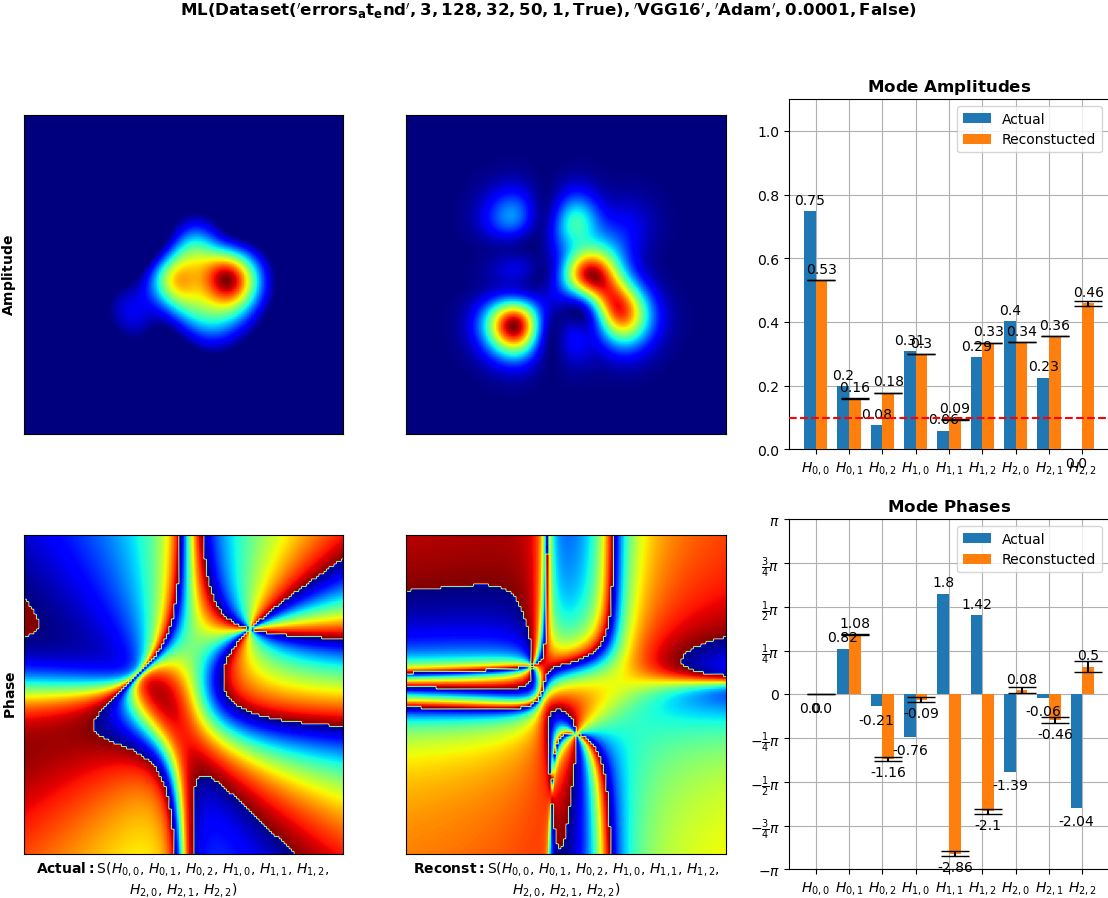 ML(Dataset('errors_at_end', 3, 128, 32, 50, 1, True), 'VGG16', 'Adam', 0.0001, False)
Amplitude
Mode Amplitudes
Actual
Reconstucted
1.0
0.8
0.6
0.4
0.2
0.0
0.75
0.53
0.2
0.16
0.08
0.18
0.31
0.3
0.06
0.09
0.29
0.33
0.4
0.34
0.23
0.36
0.0
0.46
H0,0 H0,1 H0,2 H1,0 H1,1 H1,2 H2,0 H2,1 H2,2
Phase
Actual: S(H0,0, H0,1, H0,2, H1,0, H1,1, H1,2,
H2,0, H2,1, H2,2)
Reconst: S(H0,0, H0,1, H0,2, H1,0, H1,1, H1,2,
H2,0, H2,1, H2,2)
Mode Phases
Actual
Reconstucted
π
3/4π
1/2π
1/4π
0
−1/4π
−1/2π
−3/4π
−π
0.0
0.0
0.82
1.08
-0.21
-1.16
-0.76
-0.09
1.8
-2.86
1.42
-2.1
-1.39
0.08
-0.06
-0.46
-2.04
0.5
H0,0 H0,1 H0,2 H1,0 H1,1 H1,2 H2,0 H2,1 H2,2